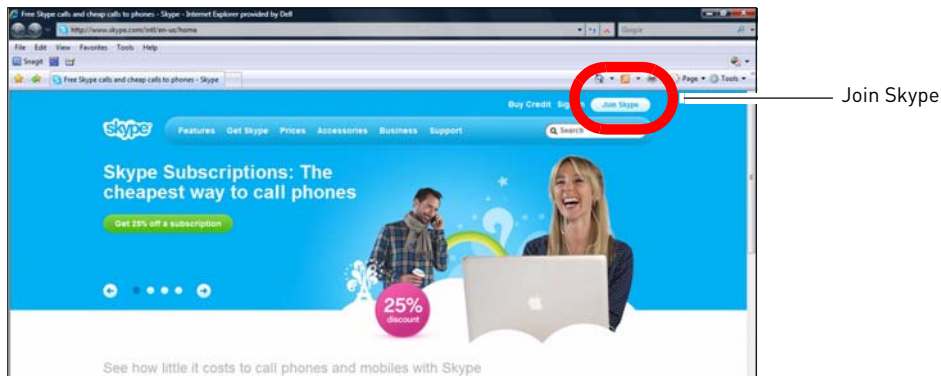 Free Skype calls and cheap calls to phones - Skype - Internet Explorer provided by Dell
http://www.skype.com/intl/en-us/home
Google
File Edit View Favorites Tools Help
Snagit
Free Skype calls and cheap calls to phones - Skype
Page Tools
Buy Credit Join Skype
Join Skype
skype
Features Get Skype Prices Accessories Business Support
Search
Skype Subscriptions: The
cheapest way to call phones
Get 25% off a subscription
25%
discount
See how little it costs to call phones and mobiles with Skype